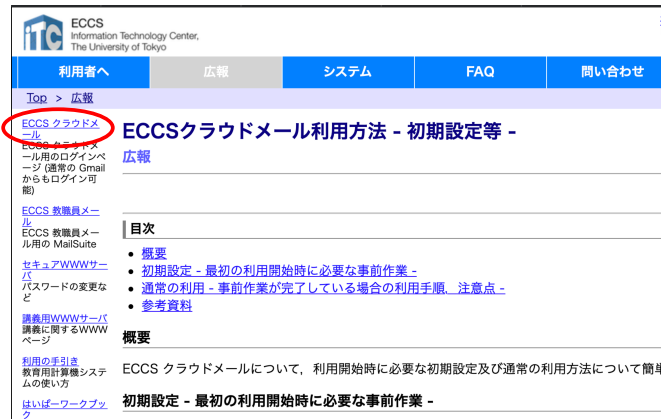 ECCS
Information Technology Center,
The University of Tokyo
利用者へ
広報
システム
FAQ
問い合わせ
Top > 広報
ECCS クラウドメ
ール
ECCS クラウドメ
ール用のログインペ
ージ (通常の Gmail
からもログイン可
能)
ECCS 教職員メー
ル
ECCS 教職員メー
ル用の MailSuite
セキュアWWWサー
バ
パスワードの変更な
ど
講義用WWWサーバ
講義に関するWWW
ページ
利用の手引き
教育用計算機システ
ムの使い方
はいぱーワークブッ
ク
ECCSクラウドメール利用方法 - 初期設定等 -
広報
目次
• 概要
• 初期設定 - 最初の利用開始時に必要な事前作業 -
• 通常の利用 - 事前作業が完了している場合の利用手順，注意点 -
• 参考資料
概要
ECCS クラウドメールについて，利用開始時に必要な初期設定及び通常の利用方法について簡
初期設定 - 最初の利用開始時に必要な事前作業 -